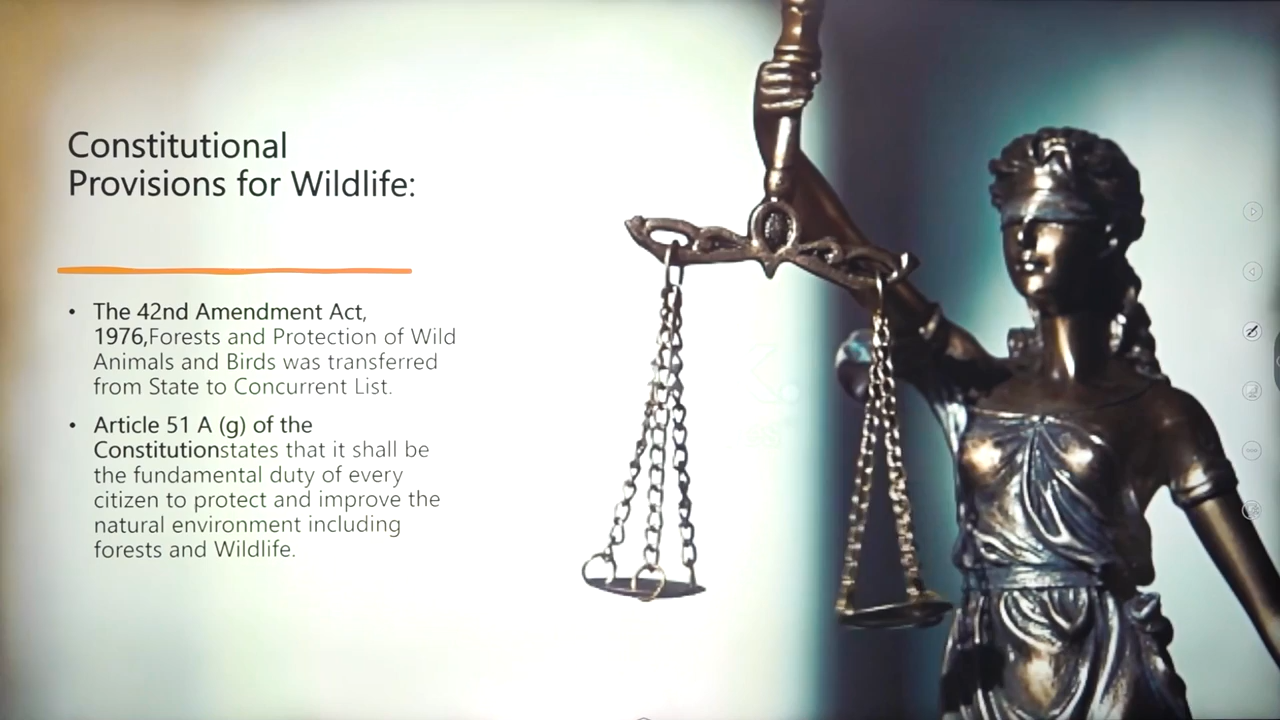 Constitutional
Provisions for Wildlife:
• The 42nd Amendment Act,
1976,Forests and Protection of Wild
Animals and Birds was transferred
from State to Concurrent List.
• Article 51 A (g) of the
Constitutionstates that it shall be
the fundamental duty of every
citizen to protect and improve the
natural environment including
forests and Wildlife.